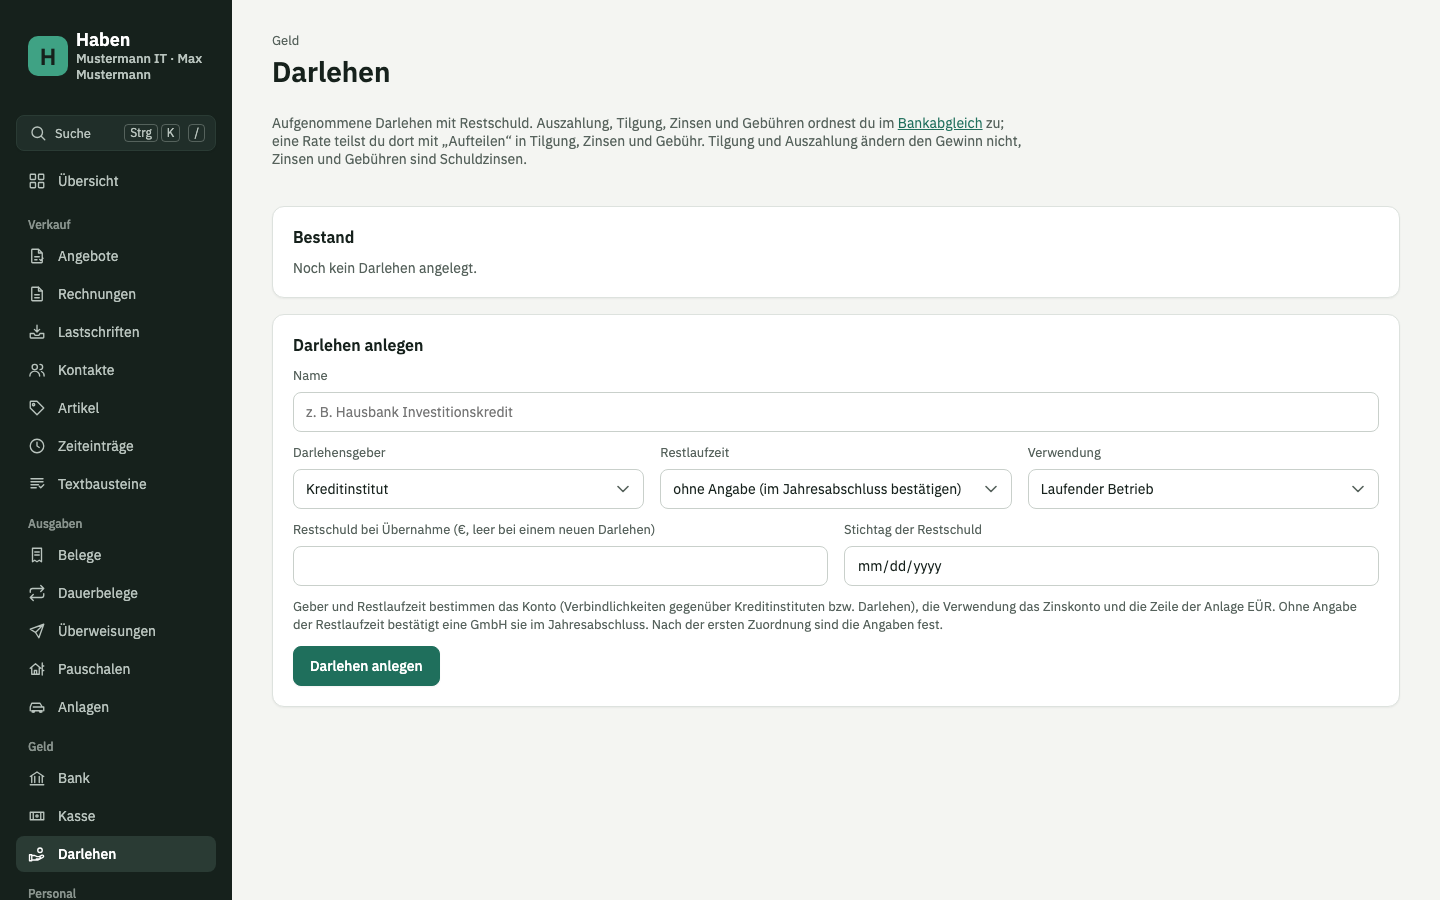 H
Haben
Mustermann IT · Max
Mustermann
Suche
Strg
K
/
Übersicht
Verkauf
Angebote
Rechnungen
Lastschriften
Kontakte
Artikel
Zeiteinträge
Textbausteine
Ausgaben
Belege
Dauerbelege
Überweisungen
Pauschalen
Anlagen
Geld
Bank
Kasse
Darlehen
Personal
Geld
Darlehen
Aufgenommene Darlehen mit Restschuld. Auszahlung, Tilgung, Zinsen und Gebühren ordnest du im Bankabgleich zu;
eine Rate teilst du dort mit „Aufteilen“ in Tilgung, Zinsen und Gebühr. Tilgung und Auszahlung ändern den Gewinn nicht,
Zinsen und Gebühren sind Schuldzinsen.
Bestand
Noch kein Darlehen angelegt.
Darlehen anlegen
Name
z. B. Hausbank Investitionskredit
Darlehensgeber
Restlaufzeit
Verwendung
Kreditinstitut
ohne Angabe (im Jahresabschluss bestätigen)
Laufender Betrieb
Restschuld bei Übernahme (€, leer bei einem neuen Darlehen)
Stichtag der Restschuld
mm/dd/yyyy
Geber und Restlaufzeit bestimmen das Konto (Verbindlichkeiten gegenüber Kreditinstituten bzw. Darlehen), die Verwendung das Zinskonto und die Zeile der Anlage EÜR. Ohne Angabe
der Restlaufzeit bestätigt eine GmbH sie im Jahresabschluss. Nach der ersten Zuordnung sind die Angaben fest.
Darlehen anlegen